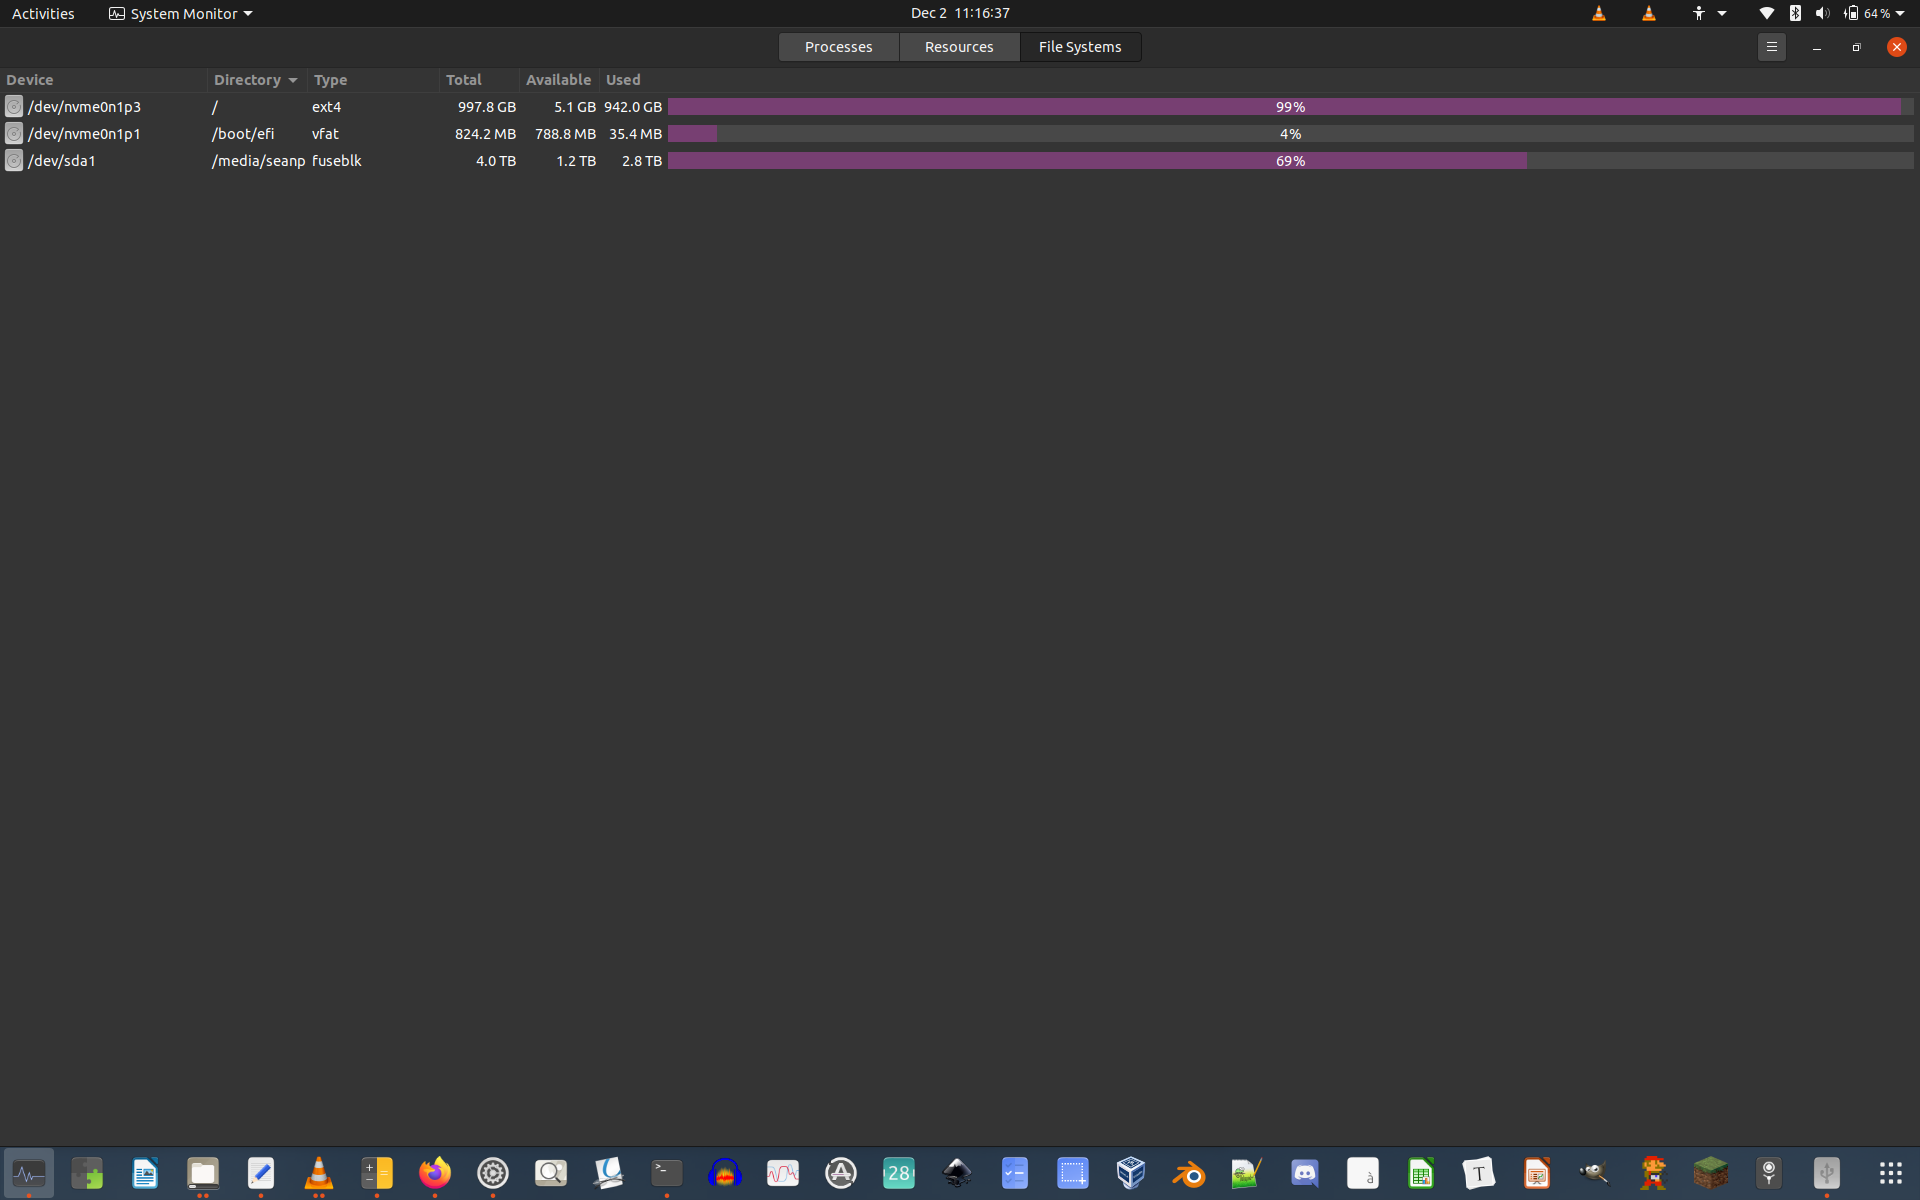 Activities System Monitor Dec 2 11:16:37 64 %
Processes Resources File Systems
Device Directory Type Total Available Used
/dev/nvme0n1p3 / ext4 997.8 GB 5.1 GB 942.0 GB 99%
/dev/nvme0n1p1 /boot/efi vfat 824.2 MB 788.8 MB 35.4 MB 4%
/dev/sda1 /media/seanp fuseblk 4.0 TB 1.2 TB 2.8 TB 69%
28 à T